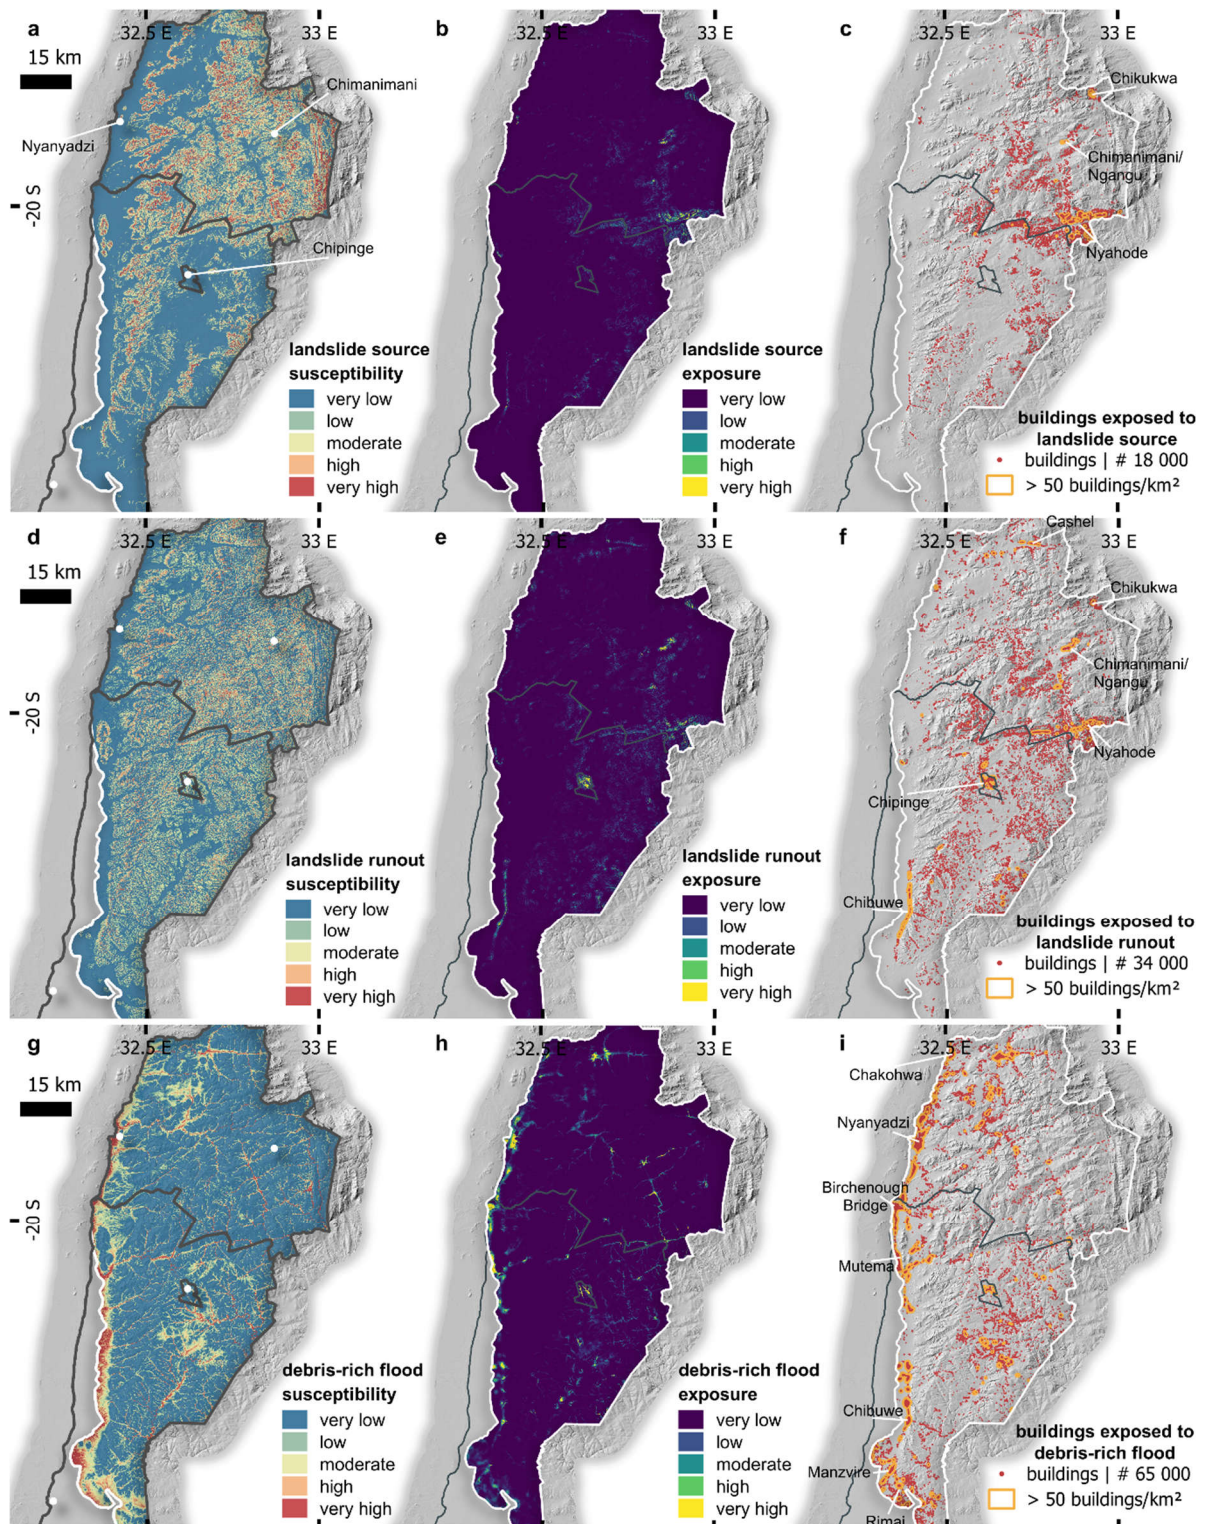 a
32.5 E
33 E
15 km
Chimanimani
Nyanyadzi
-20 S
Chipinge
landslide source
susceptibility
very low
low
moderate
high
very high
b
32.5 E
33 E
landslide source
exposure
very low
low
moderate
high
very high
c
32.5 E
33 E
Chikukwa
Chimanimani/
Ngangu
Nyahode
buildings exposed to
landslide source
buildings | # 18 000
> 50 buildings/km²
d
32.5 E
33 E
15 km
-20 S
landslide runout
susceptibility
very low
low
moderate
high
very high
e
32.5 E
33 E
landslide runout
exposure
very low
low
moderate
high
very high
f
Cashel
32.5 E
33 E
Chikukwa
Chimanimani/
Ngangu
Nyahode
Chipinge
Chibuwe
buildings exposed to
landslide runout
buildings | # 34 000
> 50 buildings/km²
g
32.5 E
33 E
15 km
-20 S
debris-rich flood
susceptibility
very low
low
moderate
high
very high
h
32.5 E
33 E
debris-rich flood
exposure
very low
low
moderate
high
very high
i
32.5 E
33 E
Chakohwa
Nyanyadzi
Birchenough
Bridge
Mutema
Chibuwe
Manzvire
Rimai
buildings exposed to
debris-rich flood
buildings | # 65 000
> 50 buildings/km²